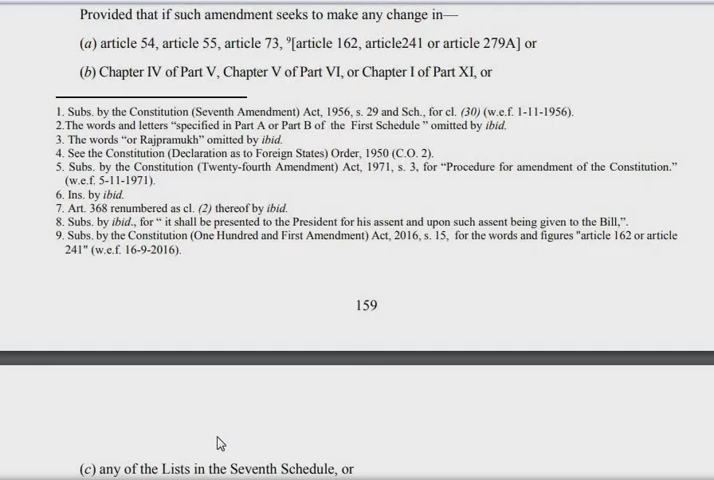 Provided that if such amendment seeks to make any change in—
(a) article 54, article 55, article 73, 9[article 162, article241 or article 279A] or
(b) Chapter IV of Part V, Chapter V of Part VI, or Chapter I of Part XI, or
1. Subs. by the Constitution (Seventh Amendment) Act, 1956, s. 29 and Sch., for cl. (30) (w.e.f. 1-11-1956).
2.The words and letters “specified in Part A or Part B of the First Schedule ” omitted by ibid.
3. The words “or Rajpramukh” omitted by ibid.
4. See the Constitution (Declaration as to Foreign States) Order, 1950 (C.O. 2).
5. Subs. by the Constitution (Twenty-fourth Amendment) Act, 1971, s. 3, for “Procedure for amendment of the Constitution.”
(w.e.f. 5-11-1971).
6. Ins. by ibid.
7. Art. 368 renumbered as cl. (2) thereof by ibid.
8. Subs. by ibid., for “ it shall be presented to the President for his assent and upon such assent being given to the Bill,”.
9. Subs. by the Constitution (One Hundred and First Amendment) Act, 2016, s. 15, for the words and figures "article 162 or article
241" (w.e.f. 16-9-2016).
159
(c) any of the Lists in the Seventh Schedule, or